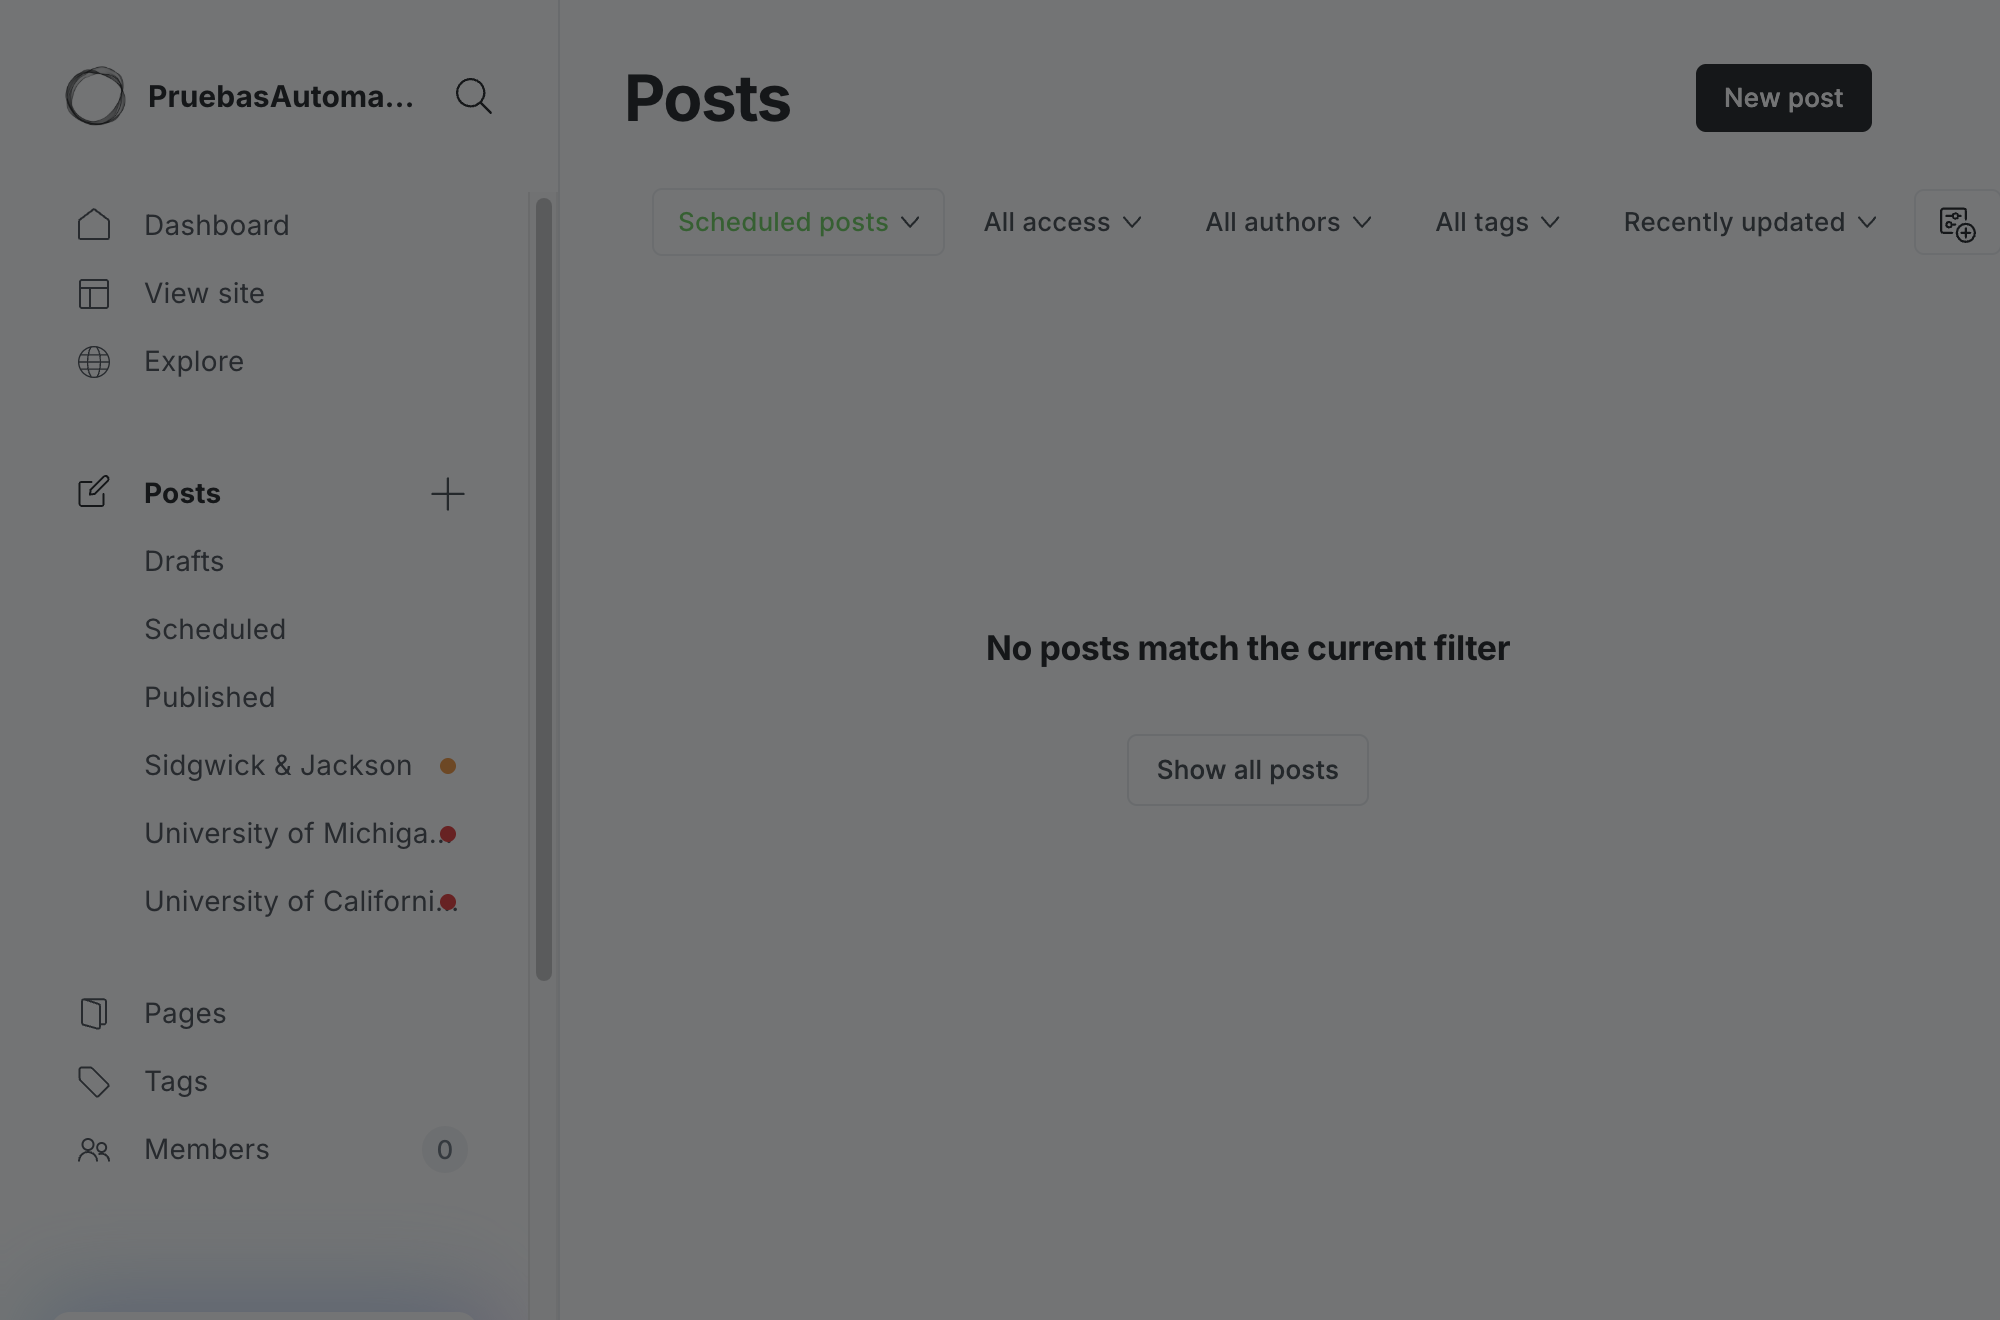 PruebasAutoma...
Dashboard
View site
Explore
Posts
Drafts
Scheduled
Published
Sidgwick & Jackson
University of Michiga...
University of Californi...
Pages
Tags
Members
0
Posts
New post
Scheduled posts
All access
All authors
All tags
Recently updated
No posts match the current filter
Show all posts